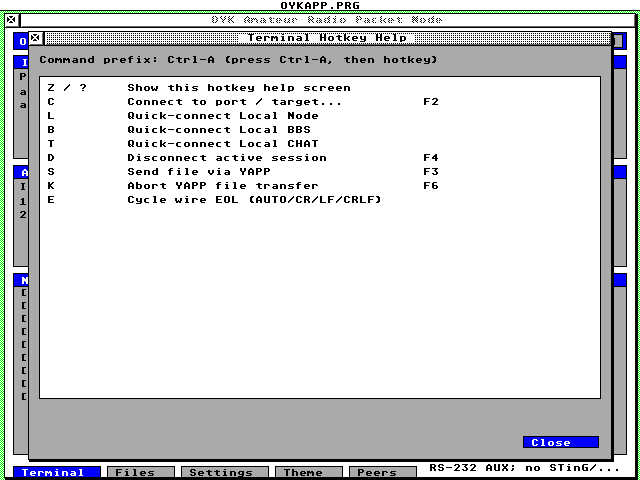 OYKAPP.PRG
OYK Amateur Radio Packet Node
Terminal Hotkey Help
Command prefix: Ctrl-A (press Ctrl-A, then hotkey)
Z / ? Show this hotkey help screen
C Connect to port / target... F2
L Quick-connect Local Node
B Quick-connect Local BBS
T Quick-connect Local CHAT
D Disconnect active session F4
S Send file via YAPP F3
K Abort YAPP file transfer F6
E Cycle wire EOL (AUTO/CR/LF/CRLF)
Close
Terminal Files Settings Theme Peers RS-232 AUX; no STinG/...